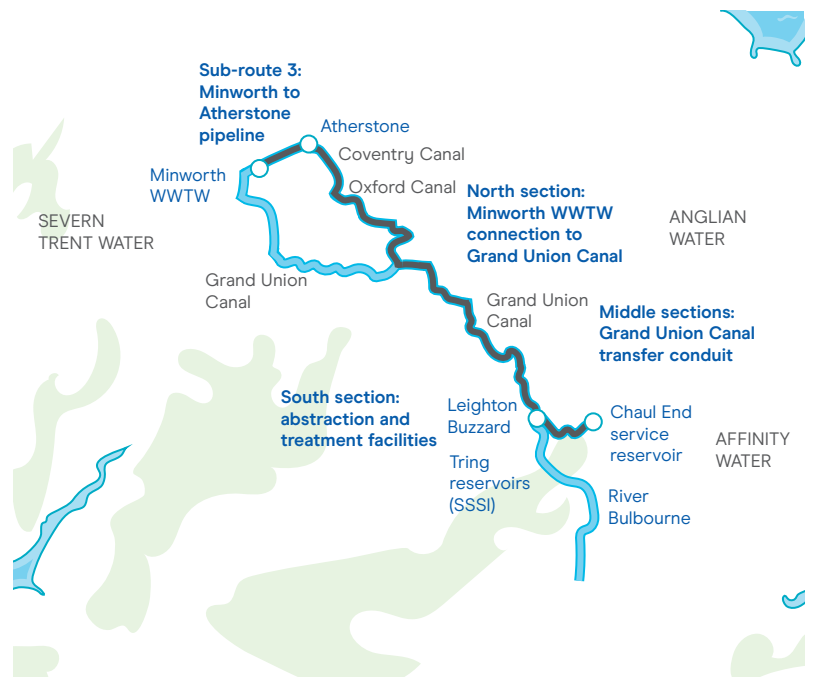 Sub-route 3:
Minworth to
Atherstone
pipeline
Atherstone
Coventry Canal
Minworth
WWTW
Oxford Canal
North section:
Minworth WWTW
connection to
Grand Union Canal
SEVERN
TRENT WATER
ANGLIAN
WATER
Grand Union
Canal
Grand Union
Canal
Middle sections:
Grand Union Canal
transfer conduit
South section:
abstraction and
treatment facilities
Leighton
Buzzard
Chaul End
service
reservoir
AFFINITY
WATER
Tring
reservoirs
(SSSI)
River
Bulbourne